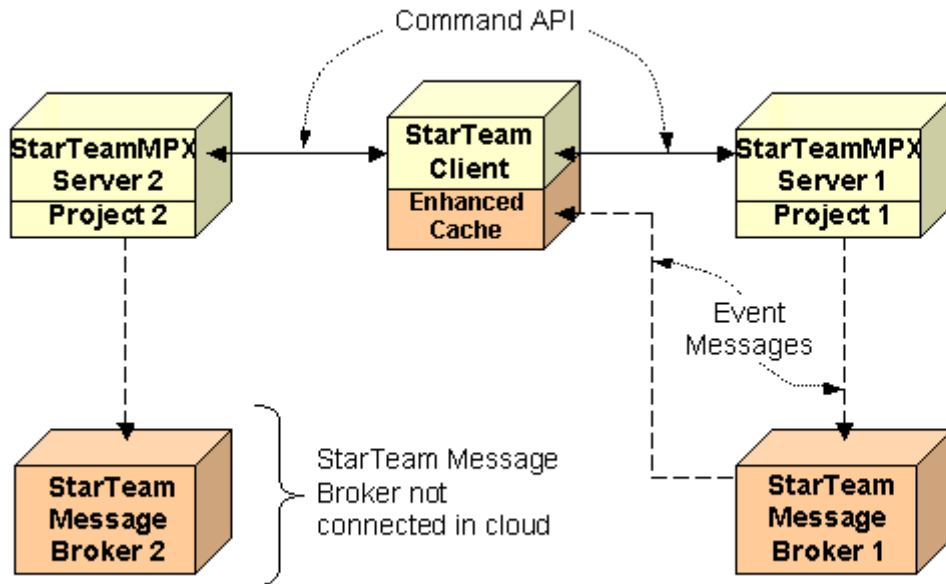 Command API
StarTeamMPX
Server 2
Project 2
StarTeam
Client
Enhanced
Cache
StarTeamMPX
Server 1
Project 1
Event
Messages
StarTeam
Message
Broker 2
StarTeam Message
Broker not
connected in cloud
StarTeam
Message
Broker 1